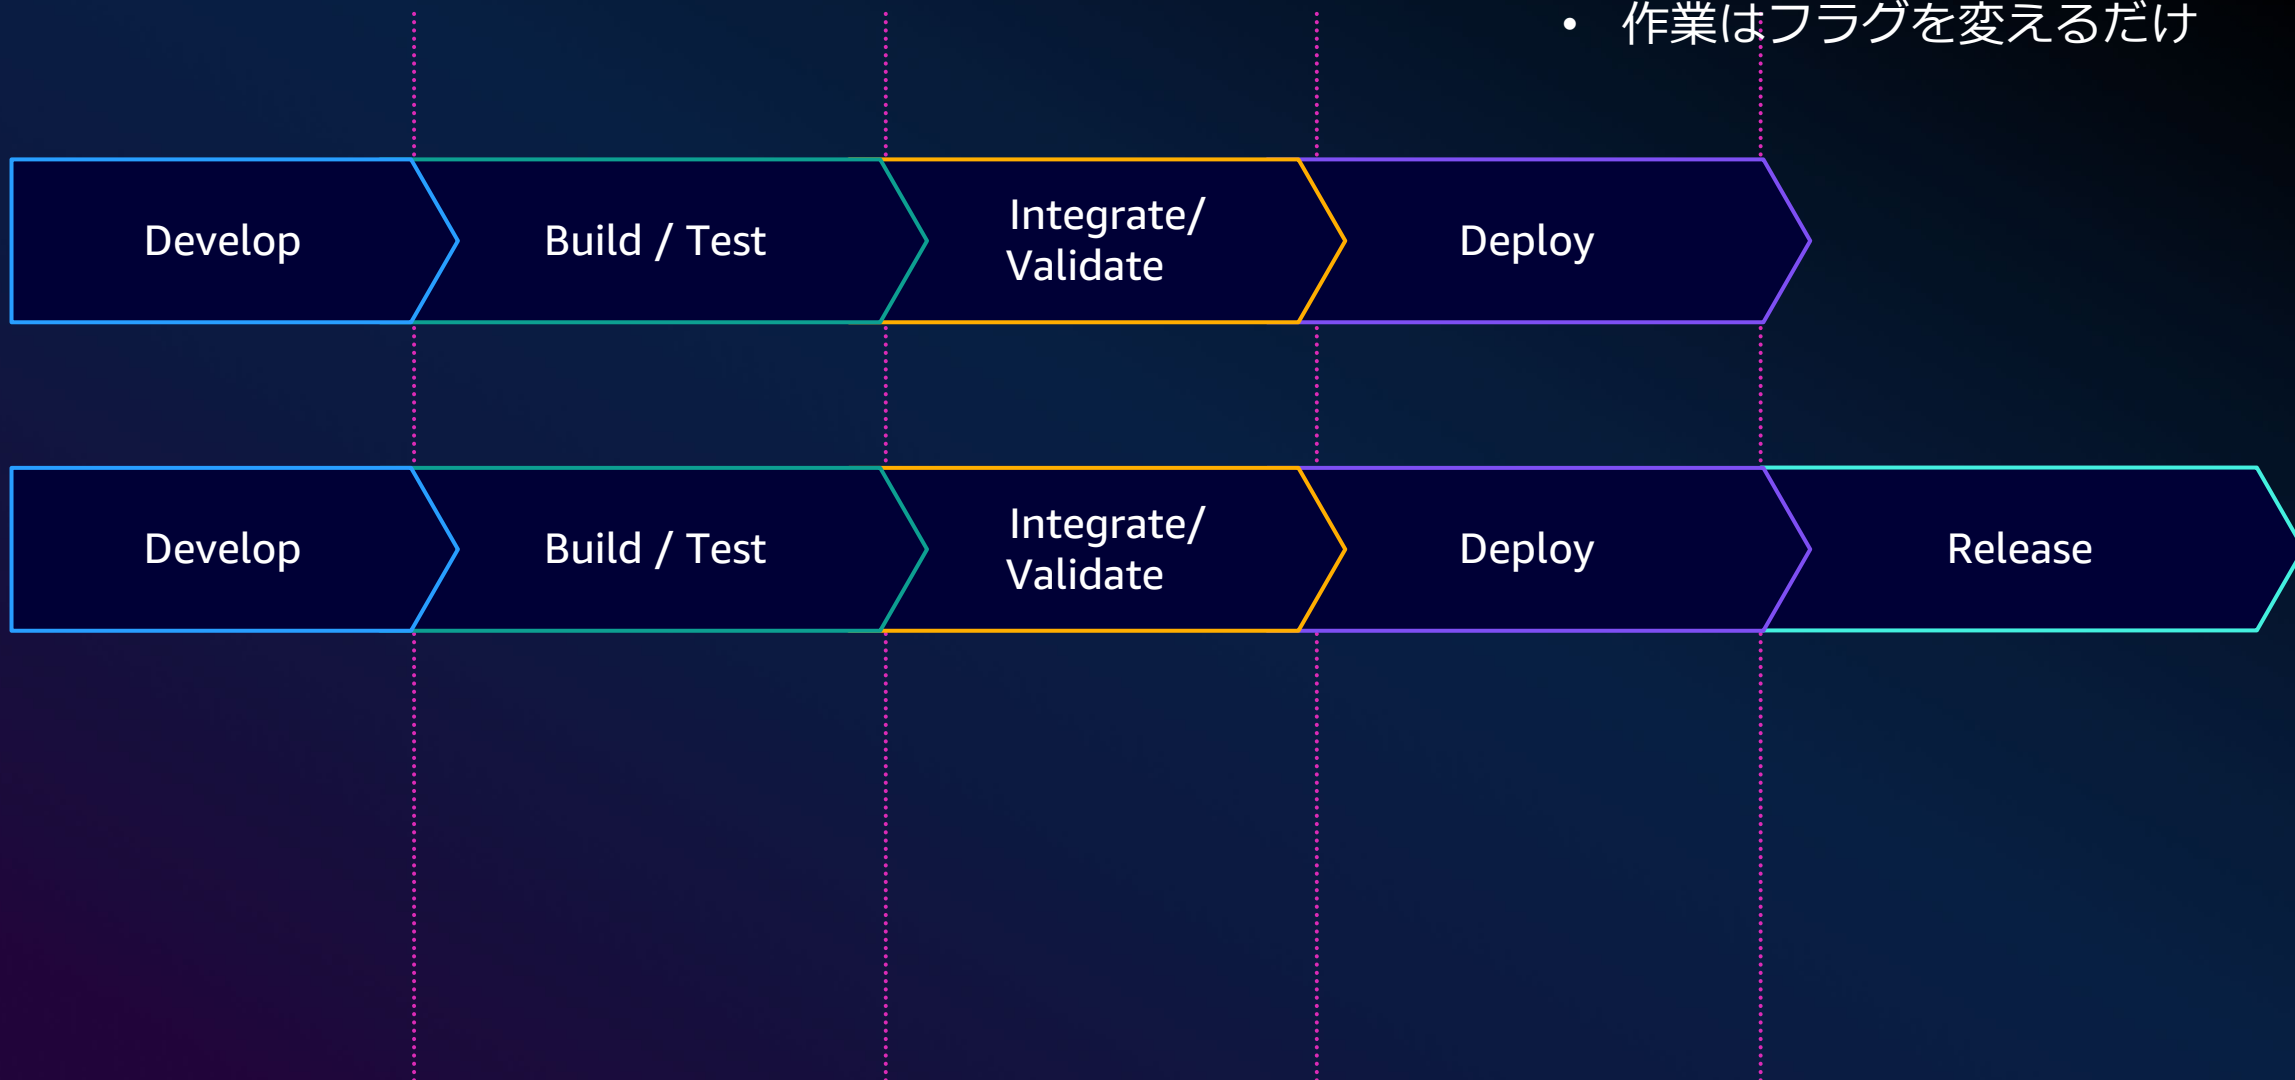 • 作業はフラグを変えるだけ
Develop
Build / Test
Integrate/
Validate
Deploy
Develop
Build / Test
Integrate/
Validate
Deploy
Release